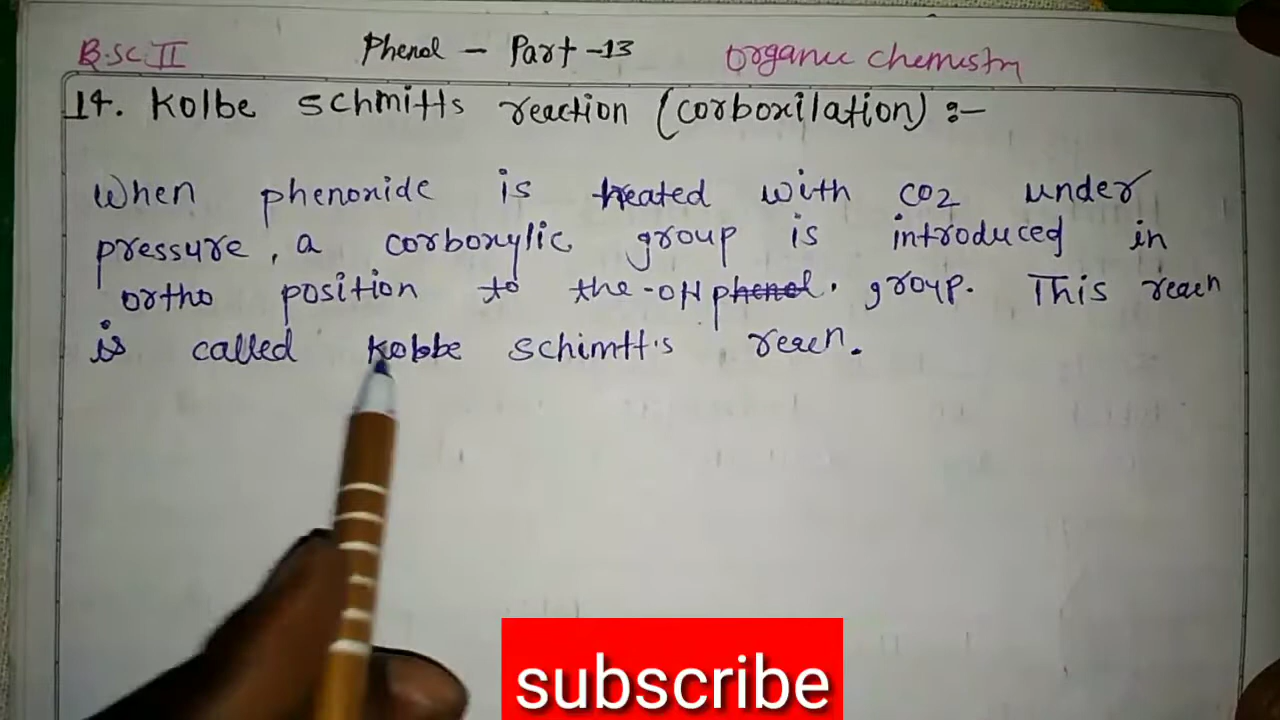 B.SC II Phenol - Part-13 Organic chemistry
14. Kolbe schmitts reaction (corboxilation) :-
When phenoxide is treated with CO2 under
pressure, a corboxylic group is introduced in
ortho position to the -OH phenol. group. This reacn
is called Kobbe schimtt's reacn.
subscribe